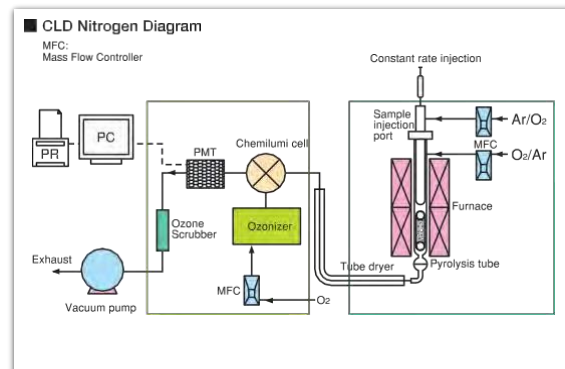 CLD Nitrogen Diagram
MFC:
Mass Flow Controller
Constant rate injection
Sample
injection
port
Ar/O2
MFC
O2/Ar
PC
PR
PMT
Chemilumi cell
Furnace
Ozone
Scrubber
Ozonizer
Exhaust
Tube dryer
Pyrolysis tube
MFC
O2
Vacuum pump